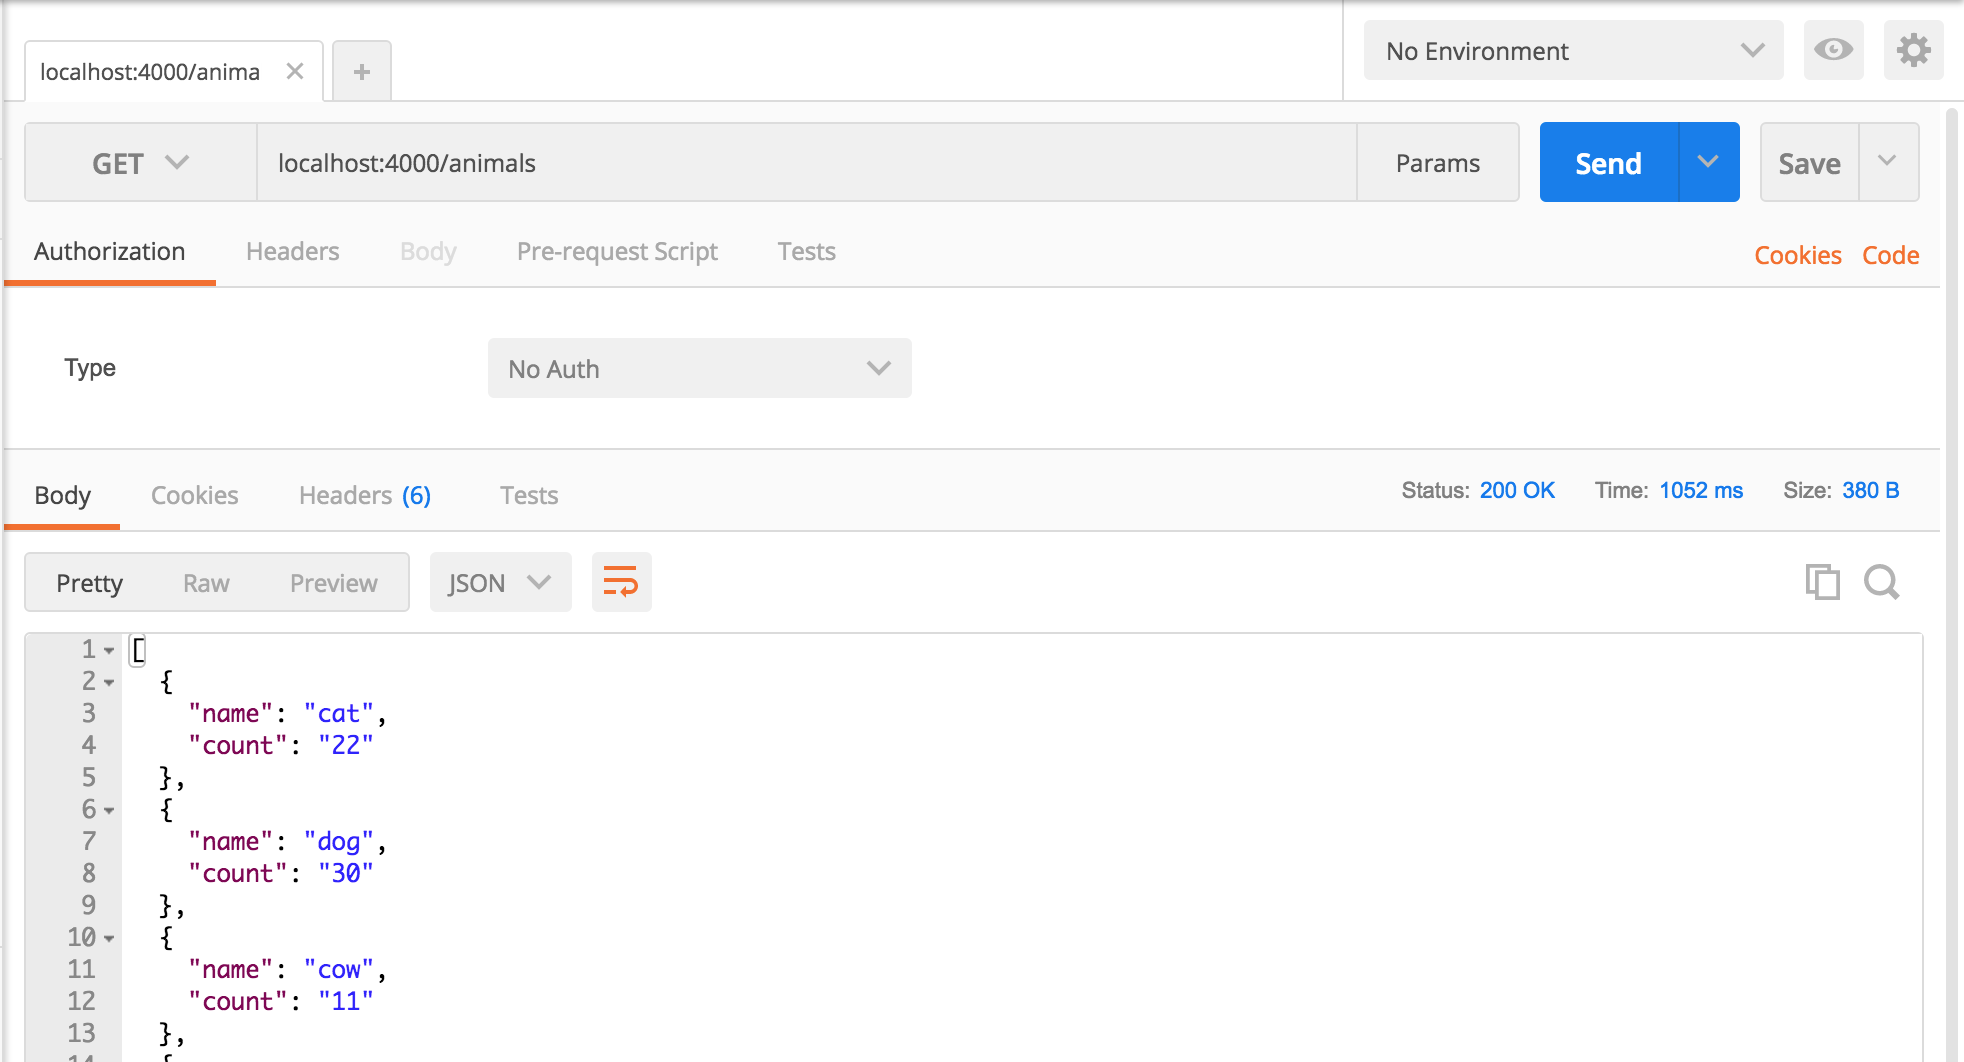 localhost:4000/anima
No Environment
GET localhost:4000/animals Params Send Save
Authorization Headers Body Pre-request Script Tests Cookies Code
Type No Auth
Body Cookies Headers (6) Tests Status: 200 OK Time: 1052 ms Size: 380 B
Pretty Raw Preview JSON
1 [
2 {
3 "name": "cat",
4 "count": "22"
5 },
6 {
7 "name": "dog",
8 "count": "30"
9 },
10 {
11 "name": "cow",
12 "count": "11"
13 },
14 {